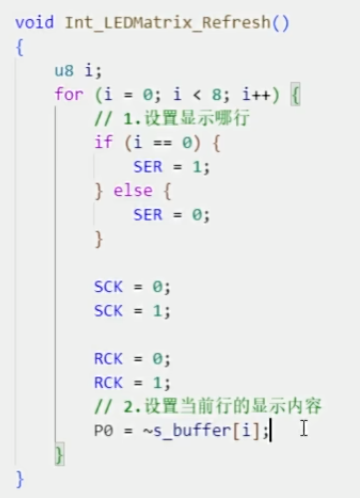 void Int_LEDMatrix_Refresh()
{
    u8 i;
    for (i = 0; i < 8; i++) {
        // 1.设置显示哪行
        if (i == 0) {
            SER = 1;
        } else {
            SER = 0;
        }

        SCK = 0;
        SCK = 1;

        RCK = 0;
        RCK = 1;
        // 2.设置当前行的显示内容
        P0 = ~s_buffer[i];
    }
}